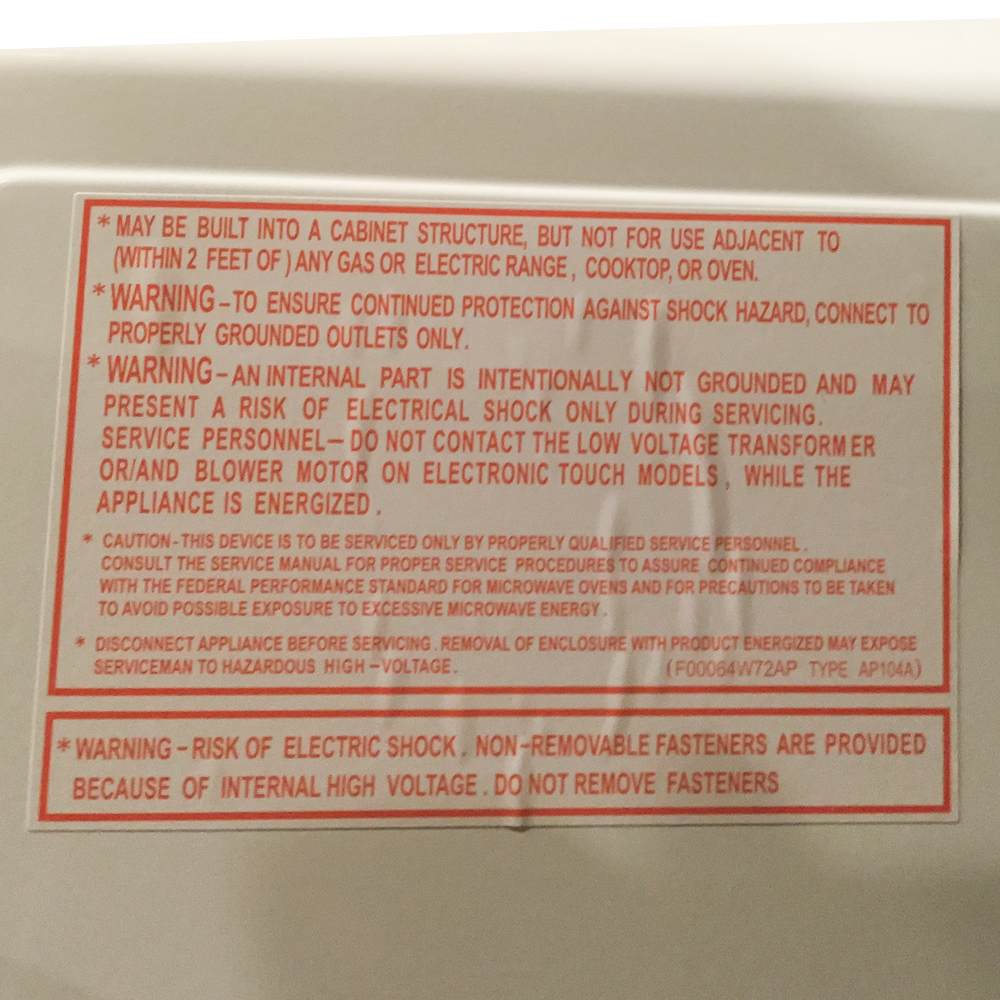 * MAY BE BUILT INTO A CABINET STRUCTURE, BUT NOT FOR USE ADJACENT TO
(WITHIN 2 FEET OF) ANY GAS OR ELECTRIC RANGE, COOKTOP, OR OVEN.
* WARNING-TO ENSURE CONTINUED PROTECTION AGAINST SHOCK HAZARD, CONNECT TO
PROPERLY GROUNDED OUTLETS ONLY.
* WARNING-AN INTERNAL PART IS INTENTIONALLY NOT GROUNDED AND MAY
PRESENT A RISK OF ELECTRICAL SHOCK ONLY DURING SERVICING.
SERVICE PERSONNEL-DO NOT CONTACT THE LOW VOLTAGE TRANSFORMER
OR/AND BLOWER MOTOR ON ELECTRONIC TOUCH MODELS, WHILE THE
APPLIANCE IS ENERGIZED.
* CAUTION-THIS DEVICE IS TO BE SERVICED ONLY BY PROPERLY QUALIFIED SERVICE PERSONNEL.
CONSULT THE SERVICE MANUAL FOR PROPER SERVICE PROCEDURES TO ASSURE CONTINUED COMPLIANCE
WITH THE FEDERAL PERFORMANCE STANDARD FOR MICROWAVE OVENS AND FOR PRECAUTIONS TO BE TAKEN
TO AVOID POSSIBLE EXPOSURE TO EXCESSIVE MICROWAVE ENERGY.
* DISCONNECT APPLIANCE BEFORE SERVICING. REMOVAL OF ENCLOSURE WITH PRODUCT ENERGIZED MAY EXPOSE
SERVICEMAN TO HAZARDOUS HIGH-VOLTAGE. (F00064W72AP TYPE AP104A)
* WARNING-RISK OF ELECTRIC SHOCK. NON-REMOVABLE FASTENERS ARE PROVIDED
BECAUSE OF INTERNAL HIGH VOLTAGE. DO NOT REMOVE FASTENERS